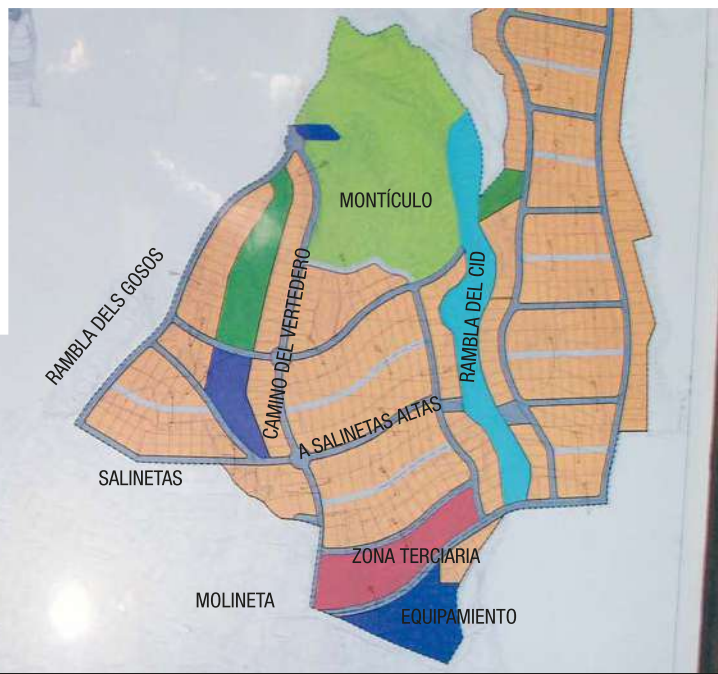 MONTÍCULO
RAMBLA DELS GOSOS
CAMINO DEL VERTEDERO
RAMBLA DEL CID
A SALINETAS ALTAS
SALINETAS
ZONA TERCIARIA
MOLINETA
EQUIPAMIENTO